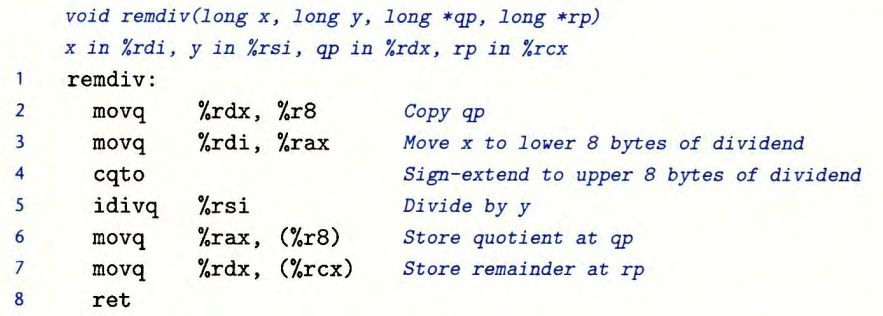 void remdiv(long x, long y, long *qp, long *rp)
x in %rdi, y in %rsi, qp in %rdx, rp in %rcx
1 remdiv:
2 movq %rdx, %r8 Copy qp
3 movq %rdi, %rax Move x to lower 8 bytes of dividend
4 cqto Sign-extend to upper 8 bytes of dividend
5 idivq %rsi Divide by y
6 movq %rax, (%r8) Store quotient at qp
7 movq %rdx, (%rcx) Store remainder at rp
8 ret